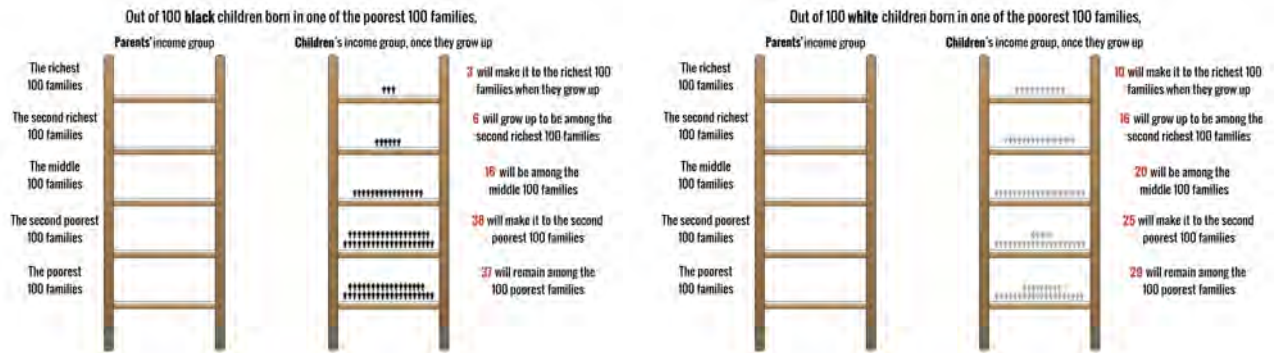 Out of 100 black children born in one of the poorest 100 families,
Parents' income group
Children's income group, once they grow up
The richest
100 families
3 will make it to the richest 100
families when they grow up
The second richest
100 families
6 will grow up to be among the
second richest 100 families
The middle
100 families
16 will be among the
middle 100 families
The second poorest
100 families
38 will make it to the second
poorest 100 families
The poorest
100 families
37 will remain among the
100 poorest families
Out of 100 white children born in one of the poorest 100 families,
Parents' income group
Children's income group, once they grow up
The richest
100 families
10 will make it to the richest 100
families when they grow up
The second richest
100 families
16 will grow up to be among the
second richest 100 families
The middle
100 families
20 will be among the
middle 100 families
The second poorest
100 families
25 will make it to the second
poorest 100 families
The poorest
100 families
29 will remain among the
100 poorest families